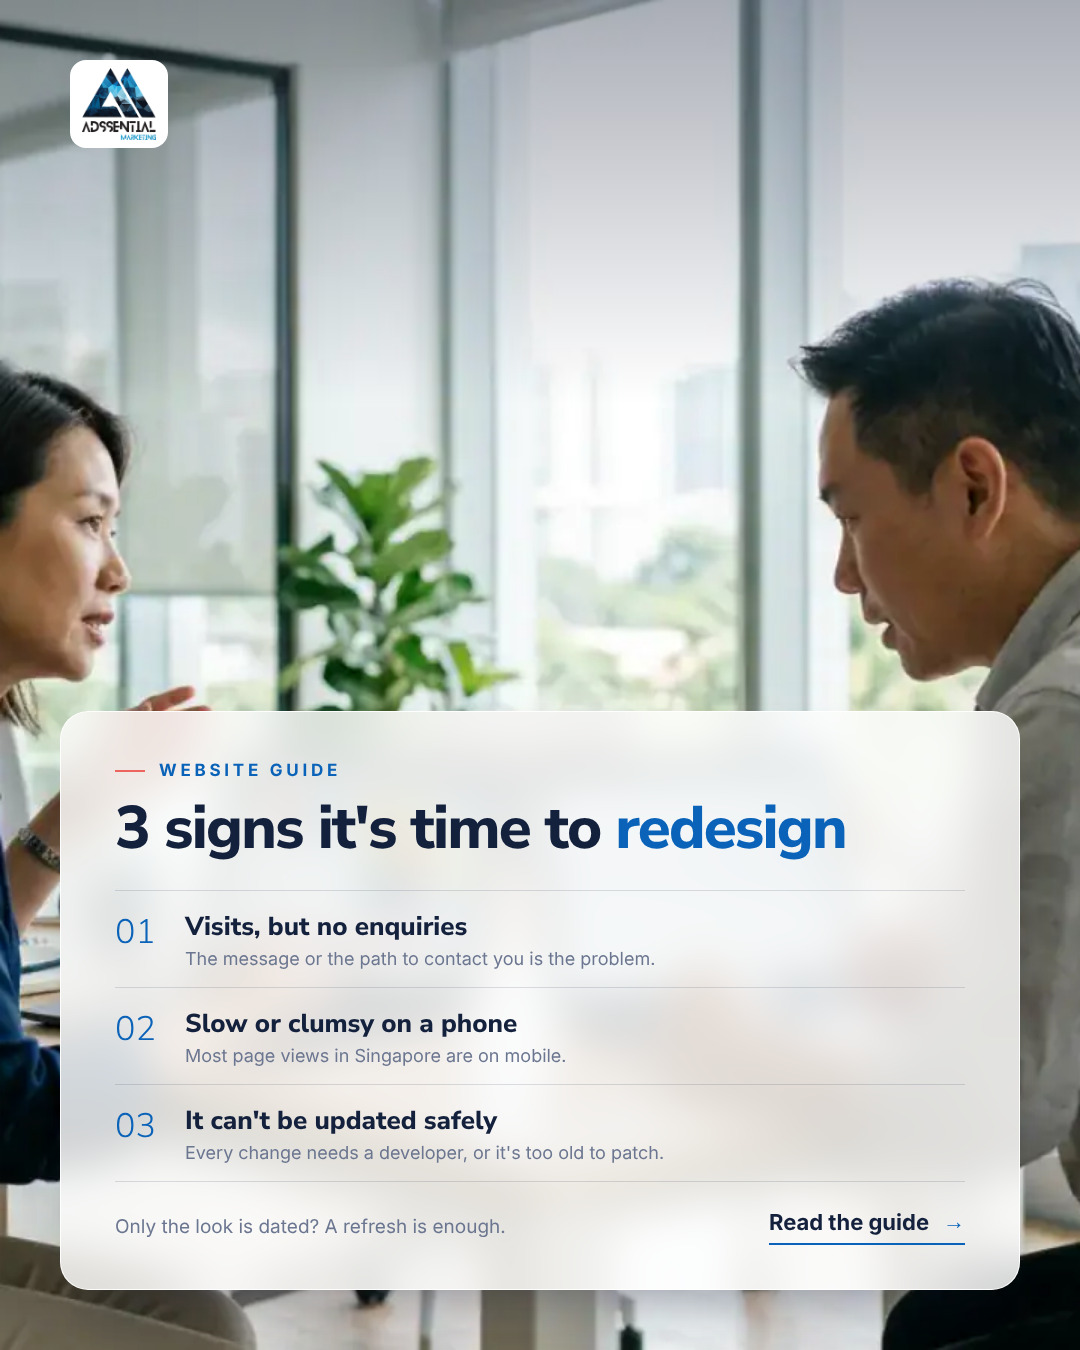 ADSSENTIAL
MARKETING
WEBSITE GUIDE
3 signs it's time to redesign
01 Visits, but no enquiries
The message or the path to contact you is the problem.
02 Slow or clumsy on a phone
Most page views in Singapore are on mobile.
03 It can't be updated safely
Every change needs a developer, or it's too old to patch.
Only the look is dated? A refresh is enough. Read the guide →